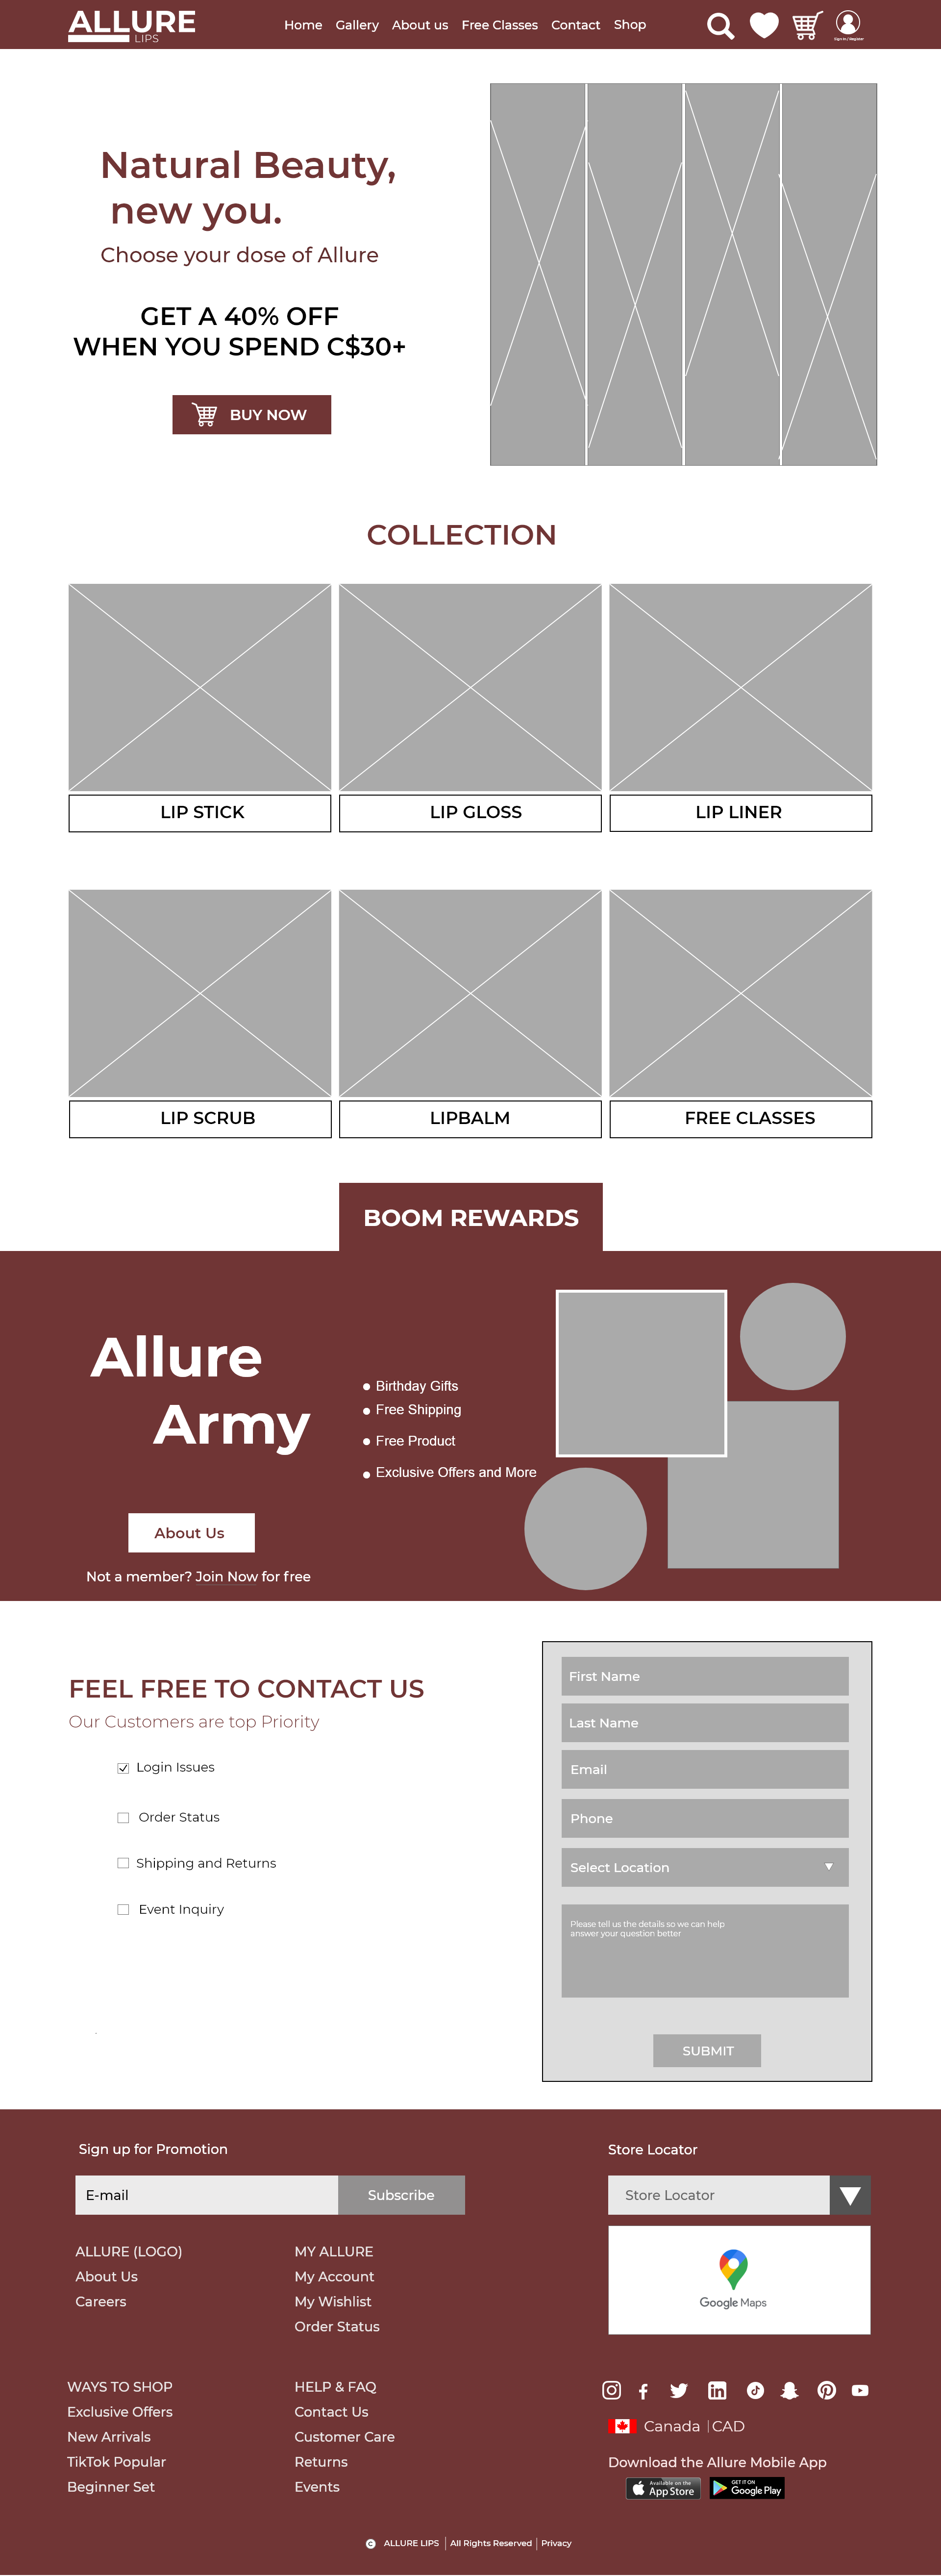 ALLURE
LIPS
Home Gallery About us Free Classes Contact Shop
Sign In / Register
Natural Beauty,
new you.
Choose your dose of Allure
GET A 40% OFF
WHEN YOU SPEND C$30+
BUY NOW
COLLECTION
LIP STICK
LIP GLOSS
LIP LINER
LIP SCRUB
LIPBALM
FREE CLASSES
BOOM REWARDS
Allure
Army
Birthday Gifts
Free Shipping
Free Product
Exclusive Offers and More
About Us
Not a member? Join Now for free
FEEL FREE TO CONTACT US
Our Customers are top Priority
Login Issues
Order Status
Shipping and Returns
Event Inquiry
First Name
Last Name
Email
Phone
Select Location
Please tell us the details so we can help
answer your question better
SUBMIT
Sign up for Promotion
E-mail
Subscribe
ALLURE (LOGO)
About Us
Careers
MY ALLURE
My Account
My Wishlist
Order Status
WAYS TO SHOP
Exclusive Offers
New Arrivals
TikTok Popular
Beginner Set
HELP & FAQ
Contact Us
Customer Care
Returns
Events
Store Locator
Store Locator
Google Maps
Canada | CAD
Download the Allure Mobile App
Available on the
App Store
GET IT ON
Google Play
© ALLURE LIPS | All Rights Reserved | Privacy